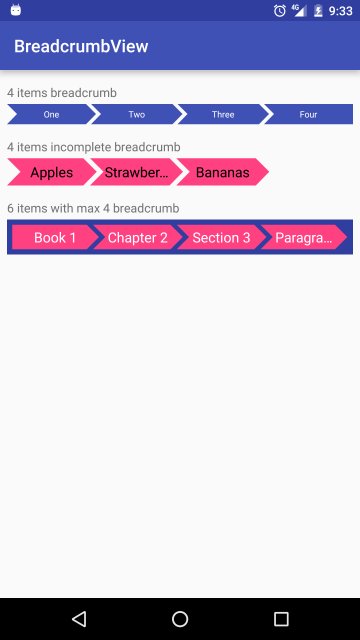 4G 9:33
BreadcrumbView
4 items breadcrumb
One Two Three Four
4 items incomplete breadcrumb
Apples Strawber... Bananas
6 items with max 4 breadcrumb
Book 1 Chapter 2 Section 3 Paragra...